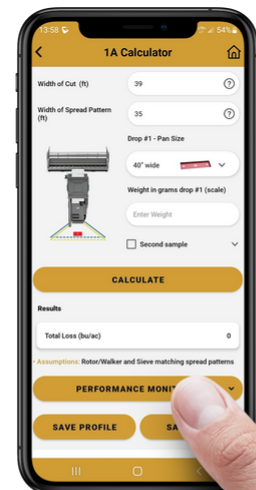 13:58
54%
1A Calculator
Width of Cut (ft)
39
?
Width of Spread Pattern
(ft)
35
?
Drop #1 - Pan Size
40" wide
Weight in grams drop #1 (scale)
Enter Weight
Second sample
CALCULATE
Results
Total Loss (bu/ac)
0
Assumptions: Rotor/Walker and Sieve matching spread patterns
PERFORMANCE
SAVE PROFILE